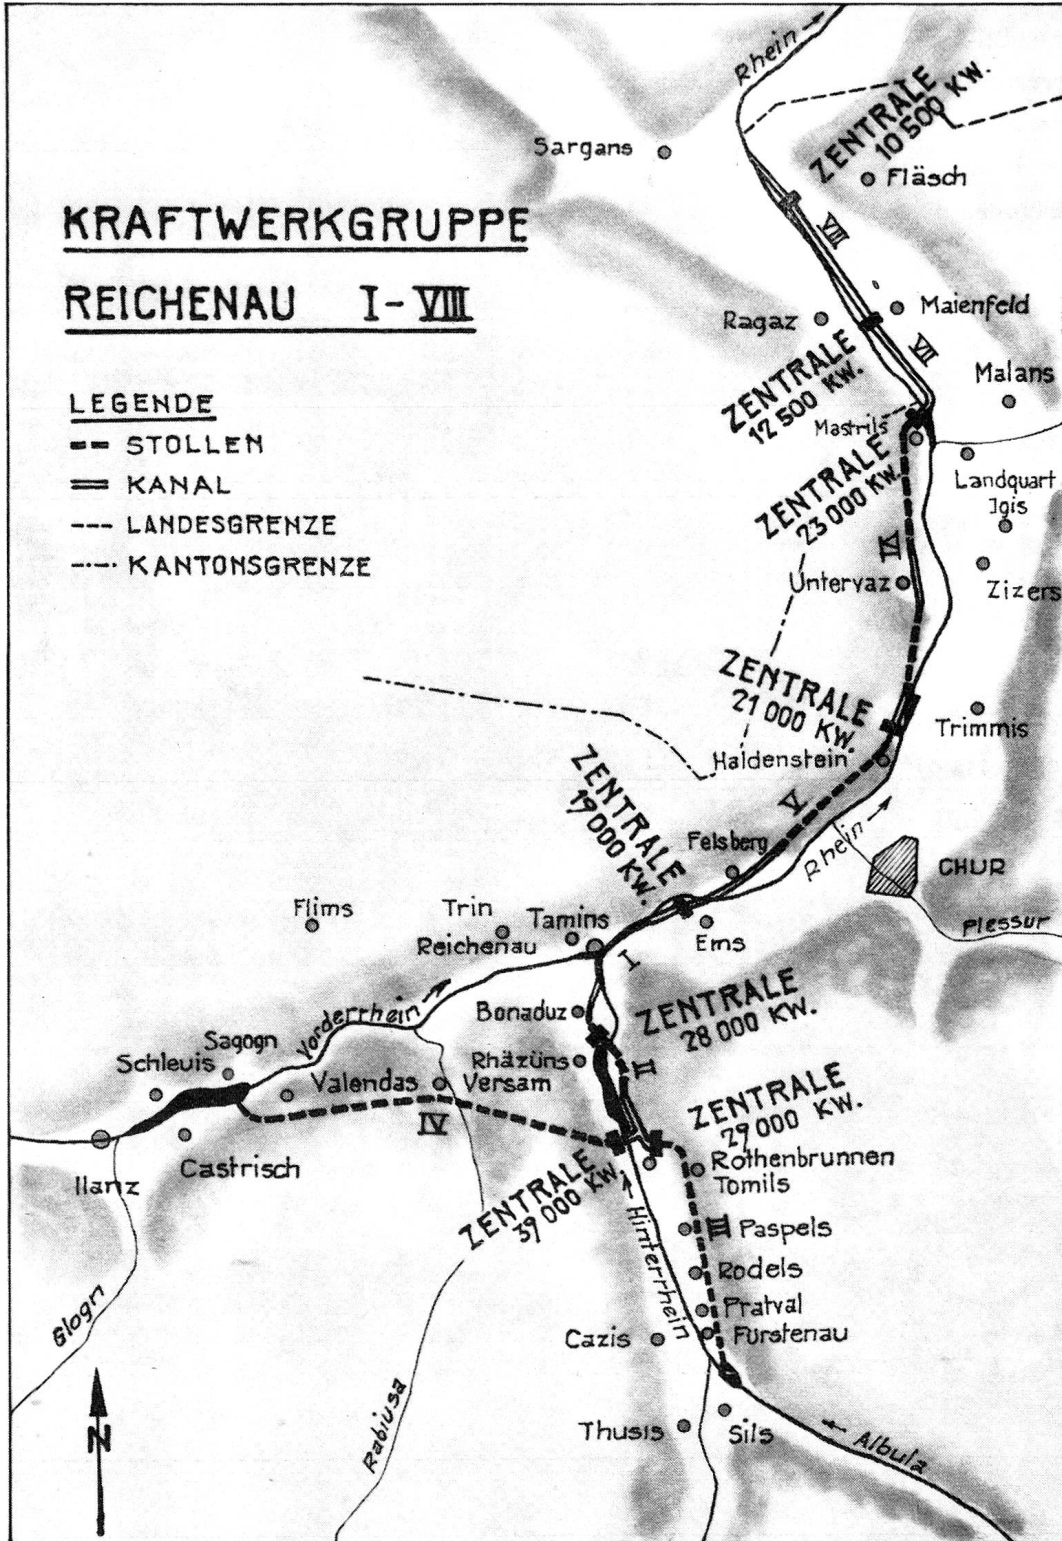 KRAFTWERKGRUPPE
REICHENAU I-VIII
LEGENDE
STOLLEN
KANAL
LANDESGRENZE
KANTONSGRENZE
Rhein
ZENTRALE
10 500 KW.
Sargans
Fläsch
VIII
Maienfeld
Ragaz
VII
ZENTRALE
12 500 KW.
Malans
Mastrils
ZENTRALE
23 000 KW.
Landquart
Jgis
VI
Untervaz
Zizers
ZENTRALE
21 000 KW.
Trimmis
Haldenstein
ZENTRALE
19 000 KW.
V
Felsberg
Rhein
CHUR
Plessur
Flims
Trin
Tamins
Reichenau
Ems
I
Vorderrhein
Bonaduz
ZENTRALE
28 000 KW.
Sagogn
Schleuis
Valendas
Versam
Rhäzüns
II
ZENTRALE
29 000 KW.
IV
Castrisch
Ilanz
Rothenbrunnen
Tomils
ZENTRALE
39 000 KW
Hinterrhein
III
Paspels
Rodels
Pratval
Fürstenau
Cazis
Glogn
Rabiusa
Thusis
Sils
Albula
N